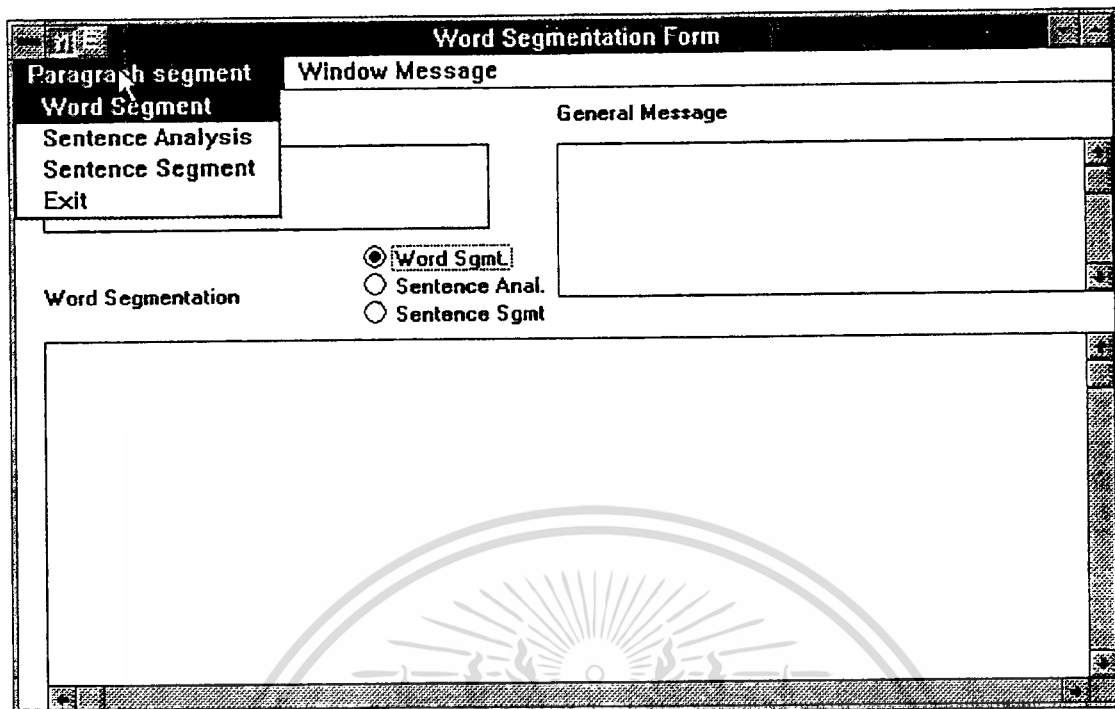 Word Segmentation Form
Paragraph segment Window Message
Word Segment
Sentence Analysis
Sentence Segment
Exit
General Message
Word Sgmt.
Sentence Anal.
Sentence Sgmt
Word Segmentation